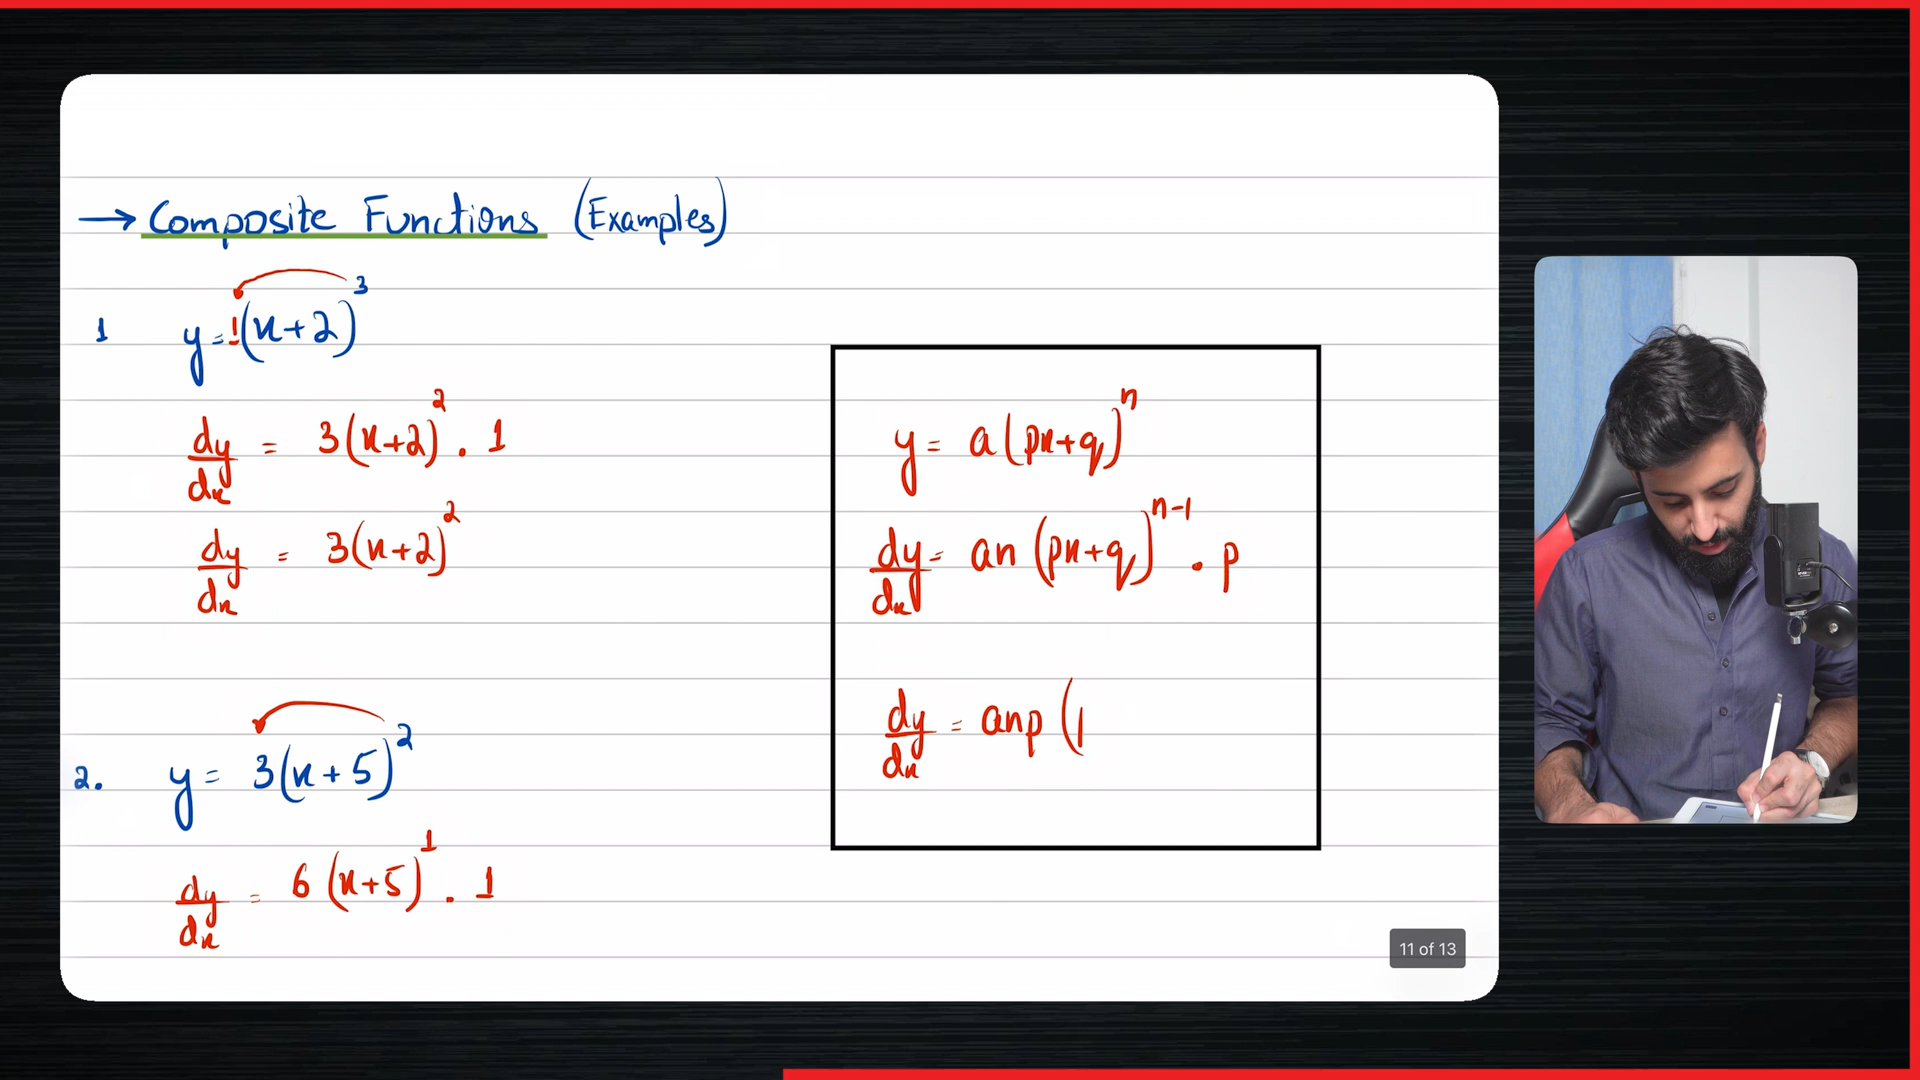 → Composite Functions (Examples)
1 y = 1(x+2)³
dy/dx = 3(x+2)² . 1
dy/dx = 3(x+2)²
2. y = 3(x+5)²
dy/dx = 6(x+5)¹ . 1
y = a(px+q)ⁿ
dy/dx = an(px+q)ⁿ⁻¹ . p
dy/dx = anp (
11 of 13